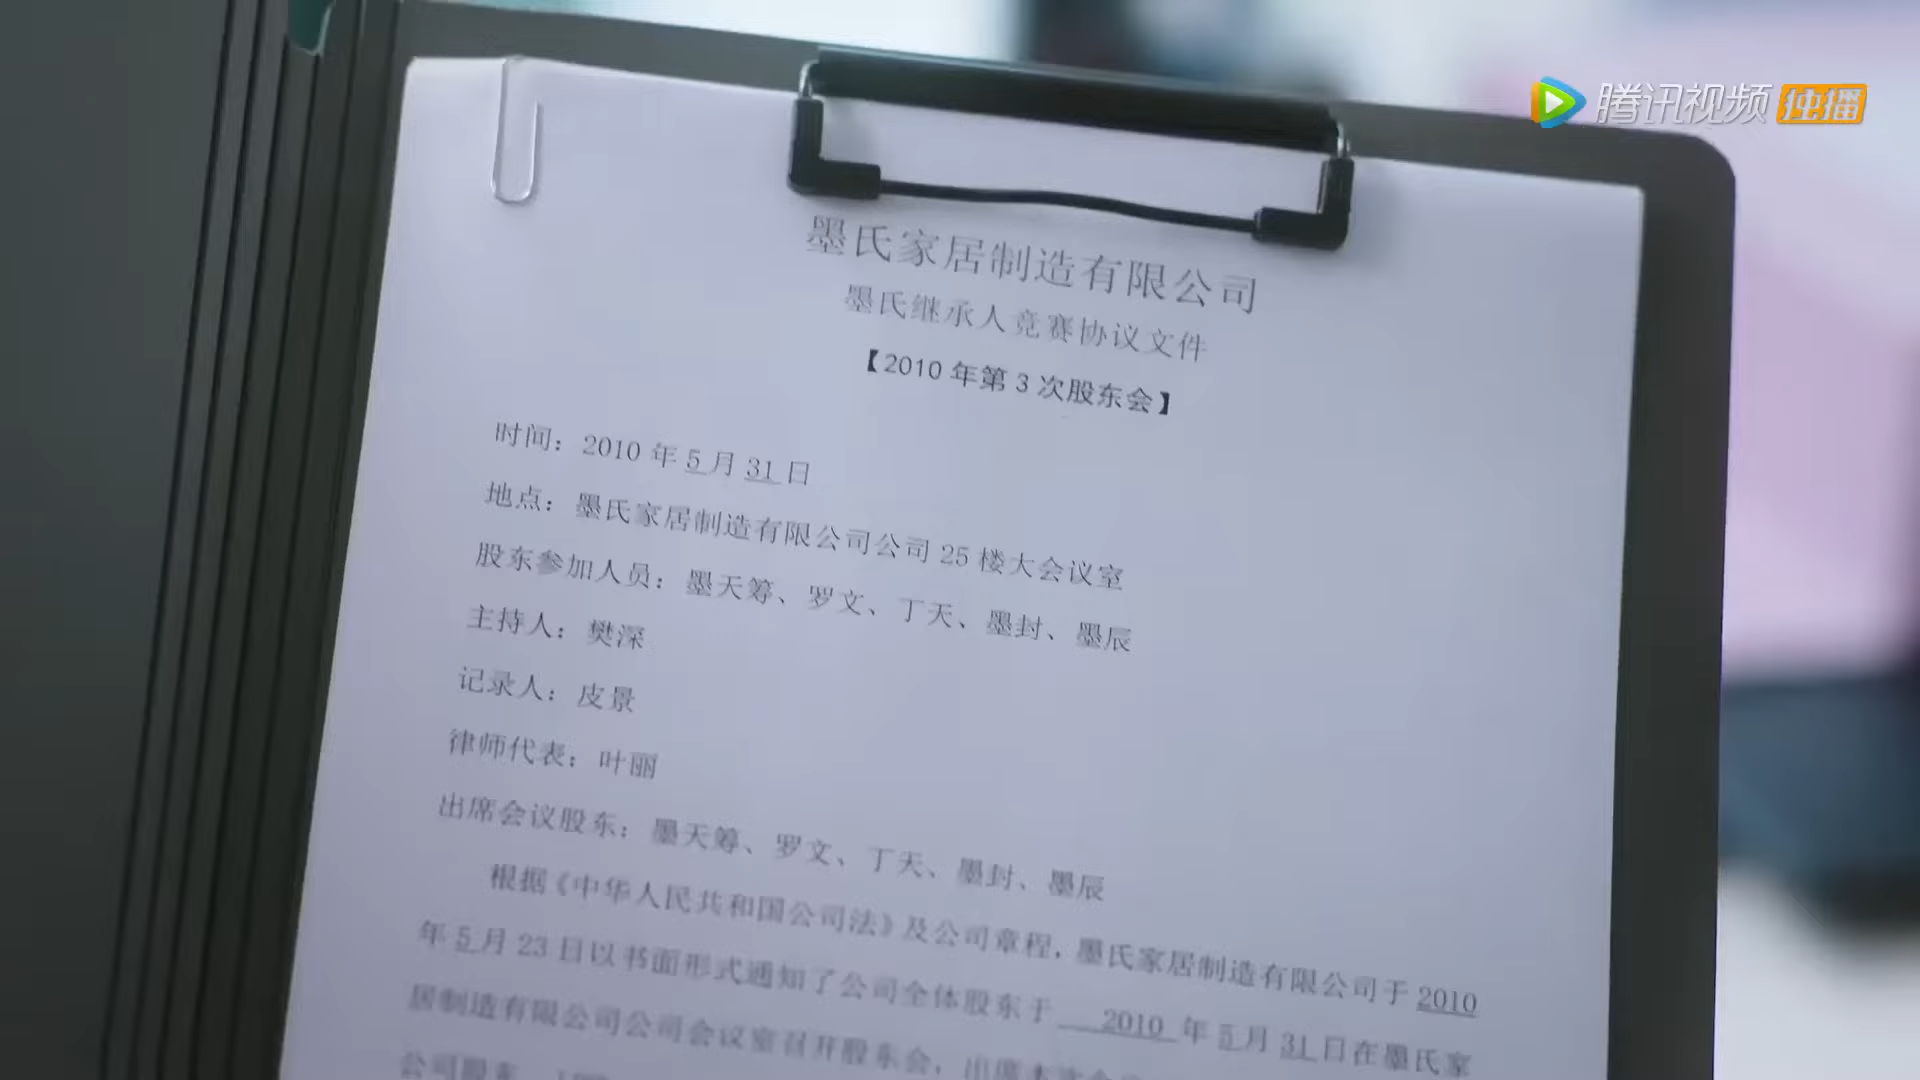 腾讯视频 独播
墨氏家居制造有限公司
墨氏继承人竞赛协议文件
【2010 年第 3 次股东会】
时间：2010 年 5 月 31 日
地点：墨氏家居制造有限公司公司 25 楼大会议室
股东参加人员：墨天筹、罗文、丁天、墨封、墨辰
主持人：樊深
记录人：皮景
律师代表：叶丽
出席会议股东：墨天筹、罗文、丁天、墨封、墨辰
根据《中华人民共和国公司法》及公司章程，墨氏家居制造有限公司于 2010
年 5 月 23 日以书面形式通知了公司全体股东于 2010 年 5 月 31 日在墨氏家
居制造有限公司公司会议室召开股东会，出席本次会
公司股东